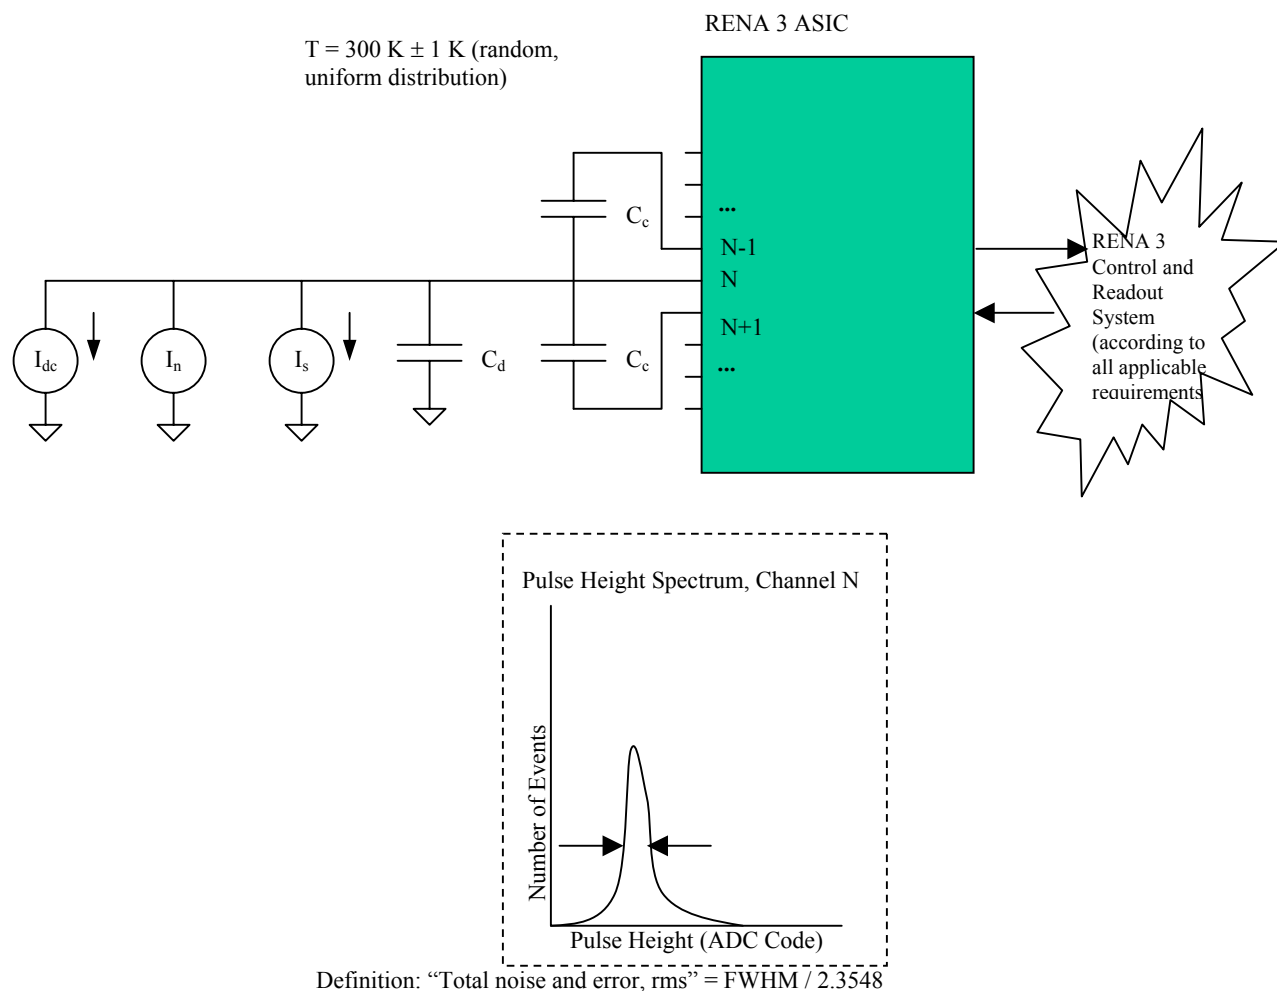 RENA 3 ASIC
T = 300 K ± 1 K (random,
uniform distribution)
...
N-1
N
N+1
...
Cc
Cc
Cd
Idc
In
Is
RENA 3
Control and
Readout
System
(according to
all applicable
requirements
Pulse Height Spectrum, Channel N
Number of Events
Pulse Height (ADC Code)
Definition: “Total noise and error, rms” = FWHM / 2.3548